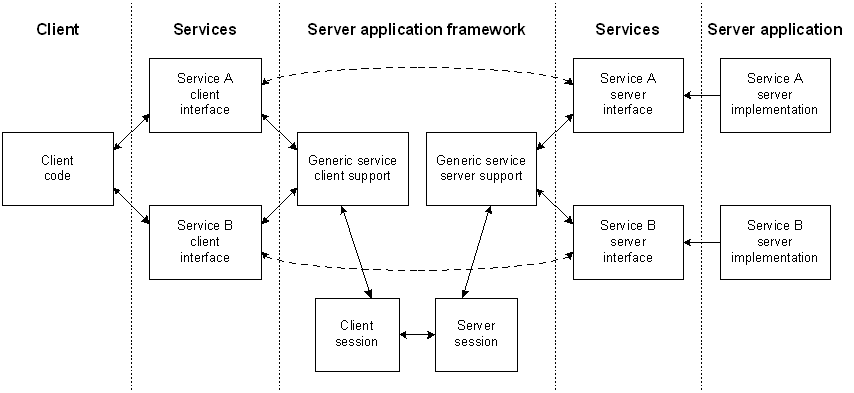 Client
Services
Server application framework
Services
Server application
Service A
client
interface
Service A
server
interface
Service A
server
implementation
Client
code
Generic service
client support
Generic service
server support
Service B
client
interface
Service B
server
interface
Service B
server
implementation
Client
session
Server
session